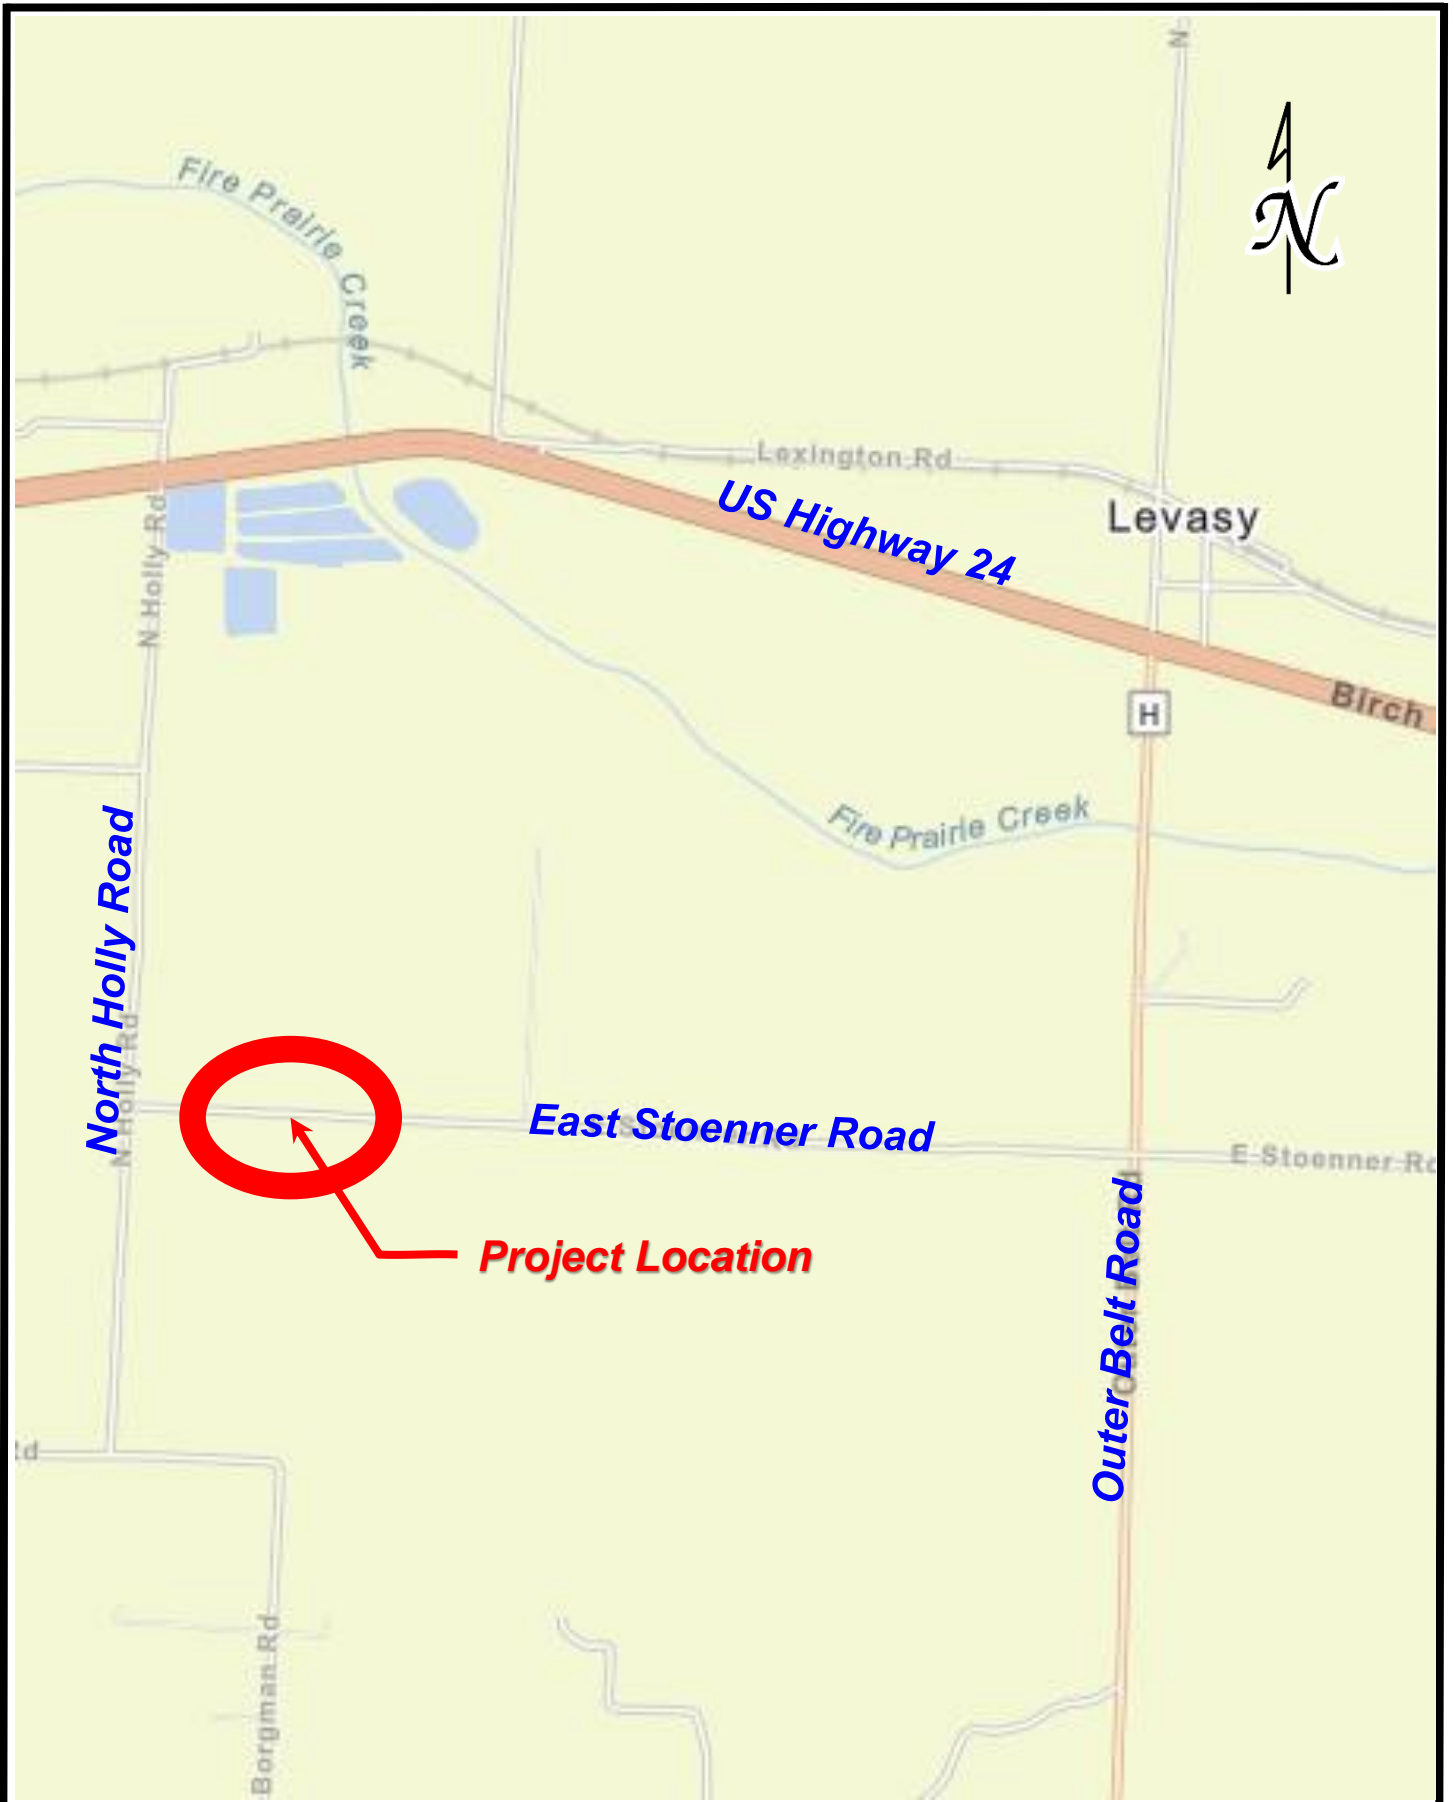 N
N
Fire Prairie Creek
Lexington Rd
US Highway 24
Levasy
N Holly Rd
Birch
H
Fire Prairie Creek
North Holly Road
N Holly Rd
East Stoenner Road
E Stoenner Rd
Project Location
Outer Belt Road
Rd
Borgman Rd